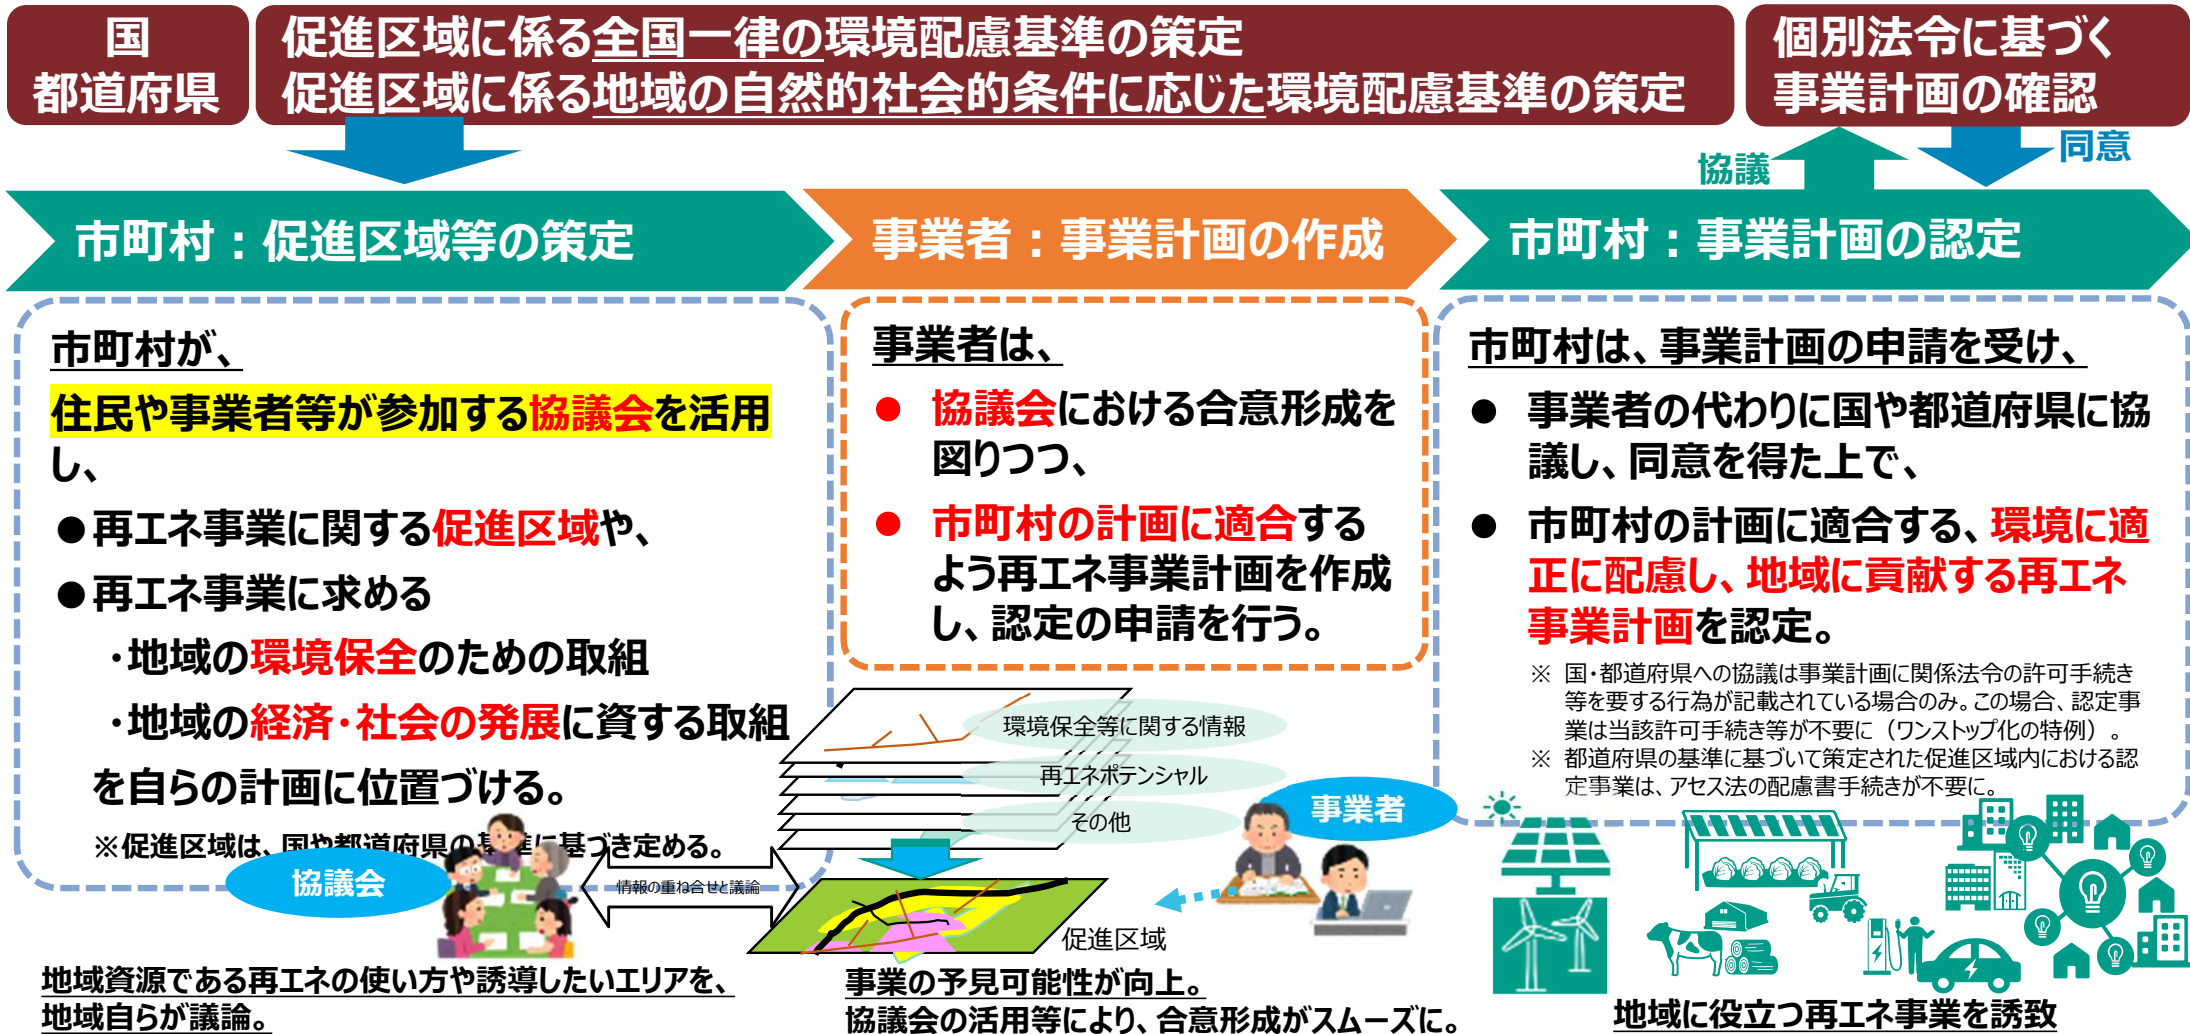 国
都道府県
促進区域に係る全国一律の環境配慮基準の策定
促進区域に係る地域の自然的社会的条件に応じた環境配慮基準の策定
個別法令に基づく
事業計画の確認
協議
同意
市町村：促進区域等の策定
事業者：事業計画の作成
市町村：事業計画の認定
市町村が、
住民や事業者等が参加する協議会を活用
し、
●再エネ事業に関する促進区域や、
●再エネ事業に求める
・地域の環境保全のための取組
・地域の経済・社会の発展に資する取組
を自らの計画に位置づける。
※促進区域は、国や都道府県の基準に基づき定める。
協議会
情報の重ね合せと議論
地域資源である再エネの使い方や誘導したいエリアを、
地域自らが議論。
事業者は、
● 協議会における合意形成を
図りつつ、
● 市町村の計画に適合する
よう再エネ事業計画を作成
し、認定の申請を行う。
環境保全等に関する情報
再エネポテンシャル
その他
事業者
促進区域
事業の予見可能性が向上。
協議会の活用等により、合意形成がスムーズに。
市町村は、事業計画の申請を受け、
● 事業者の代わりに国や都道府県に協
議し、同意を得た上で、
● 市町村の計画に適合する、環境に適
正に配慮し、地域に貢献する再エネ
事業計画を認定。
※ 国・都道府県への協議は事業計画に関係法令の許可手続き
等を要する行為が記載されている場合のみ。この場合、認定事
業は当該許可手続き等が不要に（ワンストップ化の特例）。
※ 都道府県の基準に基づいて策定された促進区域内における認
定事業は、アセス法の配慮書手続きが不要に。
地域に役立つ再エネ事業を誘致